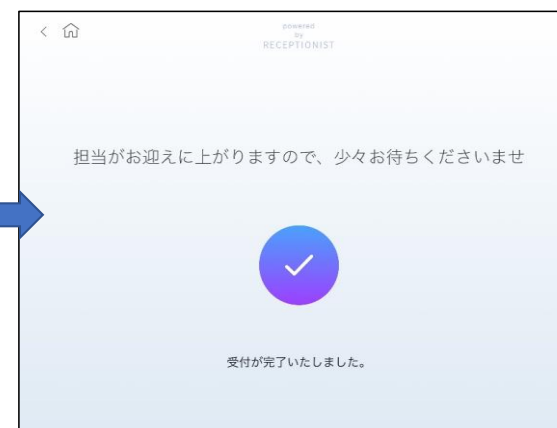 powered
by
RECEPTIONIST
担当がお迎えに上がりますので、少々お待ちくださいませ
受付が完了いたしました。